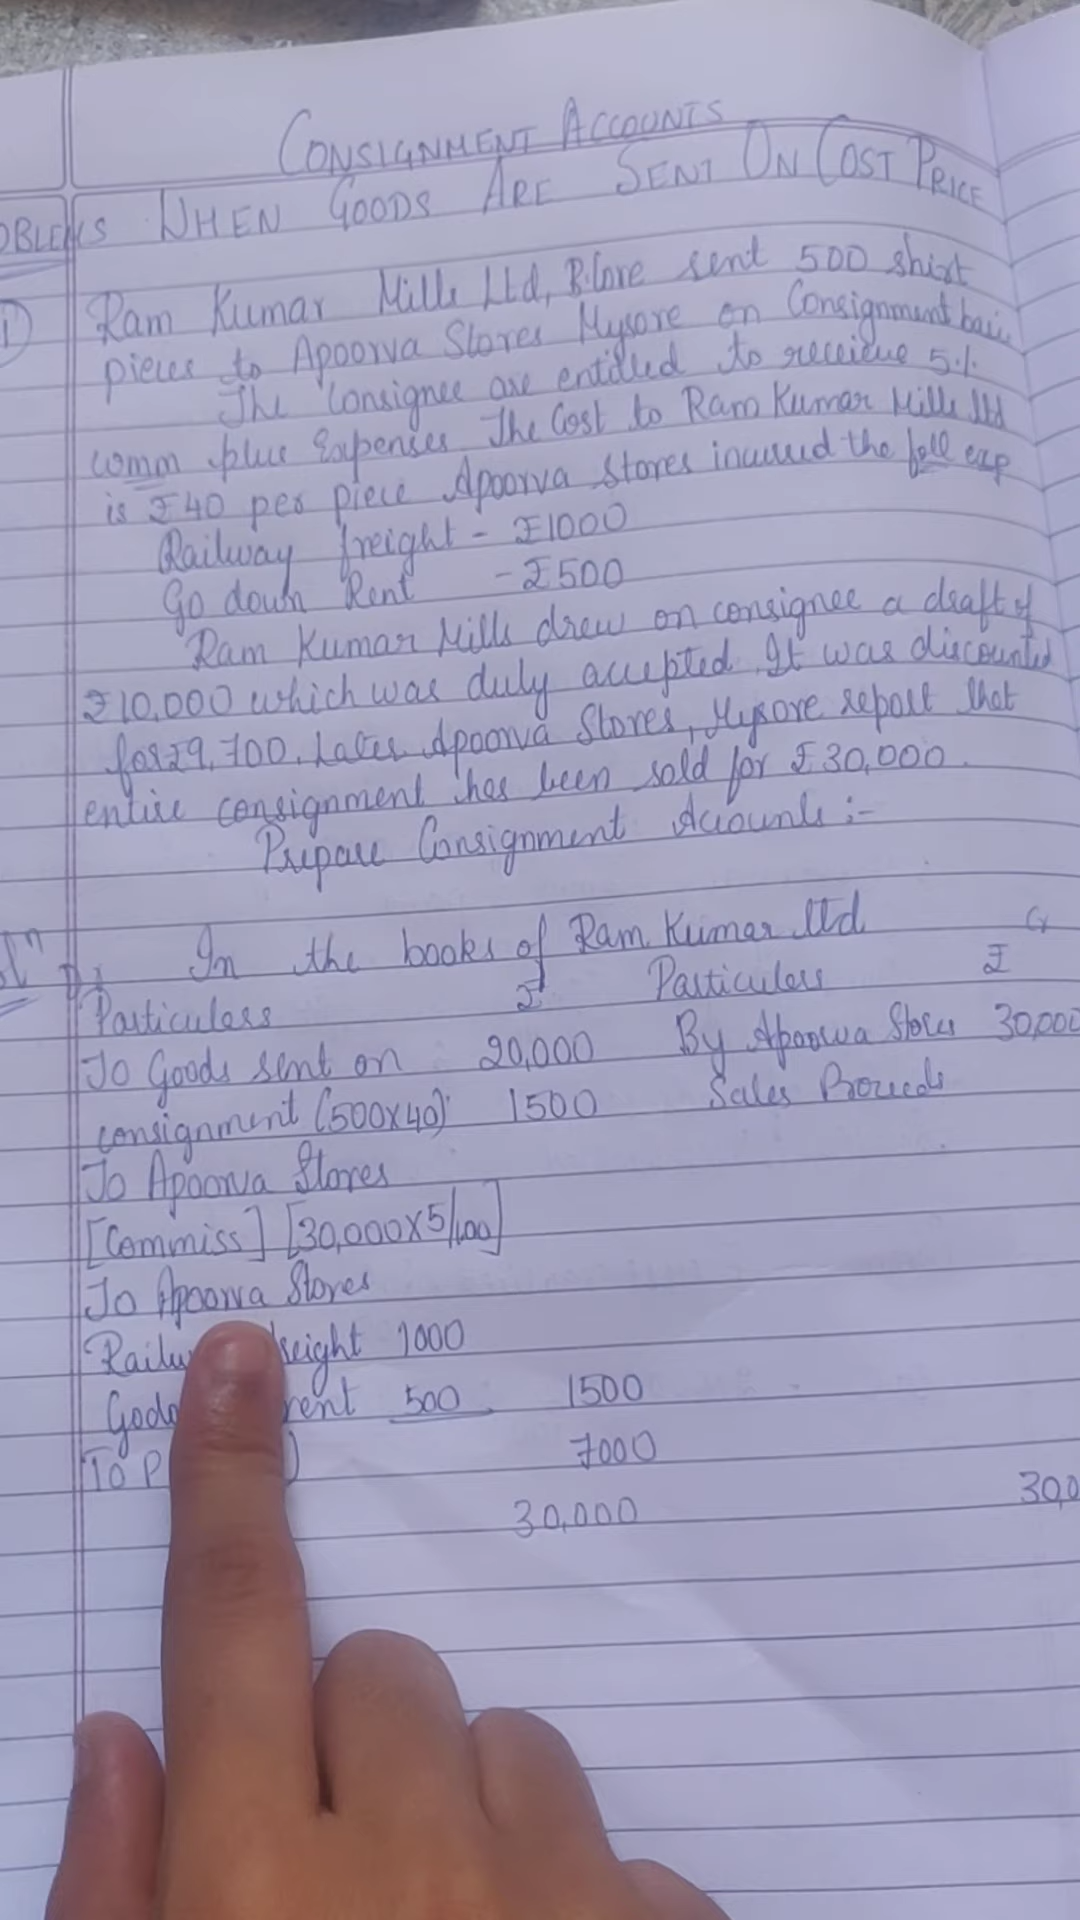 CONSIGNMENT ACCOUNTS
OBLEMS WHEN GOODS ARE SENT ON COST PRICE
1) Ram Kumar Mills Ltd, B.lore sent 500 shirt
pieces to Apoorva Stores Mysore on Consignment basis
The Consignee are entitled to receieve 5%
comm plus Expenses The Cost to Ram Kumar Mills ltd
is ₹40 per piece Apoorva Stores incurred the foll exp
Railway freight - ₹1000
Go down Rent - ₹500
Ram Kumar Mills drew on consignee a draft of
₹10,000 which was duly accepted. It was discounted
for ₹9,700. Later Apoorva Stores, Mysore report that
entire consignment has been sold for ₹30,000.
Prepare Consignment Accounts :-
In the books of Ram Kumar ltd
Dr Cr
Particulers ₹ Particulers ₹
To Goods sent on 20,000 By Apoorva Stores 30,000
consignment (500x40) 1500 Sales Proceeds
To Apoorva Stores
[Commiss] [30,000x5/100]
To Apoorva Stores
freight 1000
rent 500 1500
To P 7000
30,000 30,0